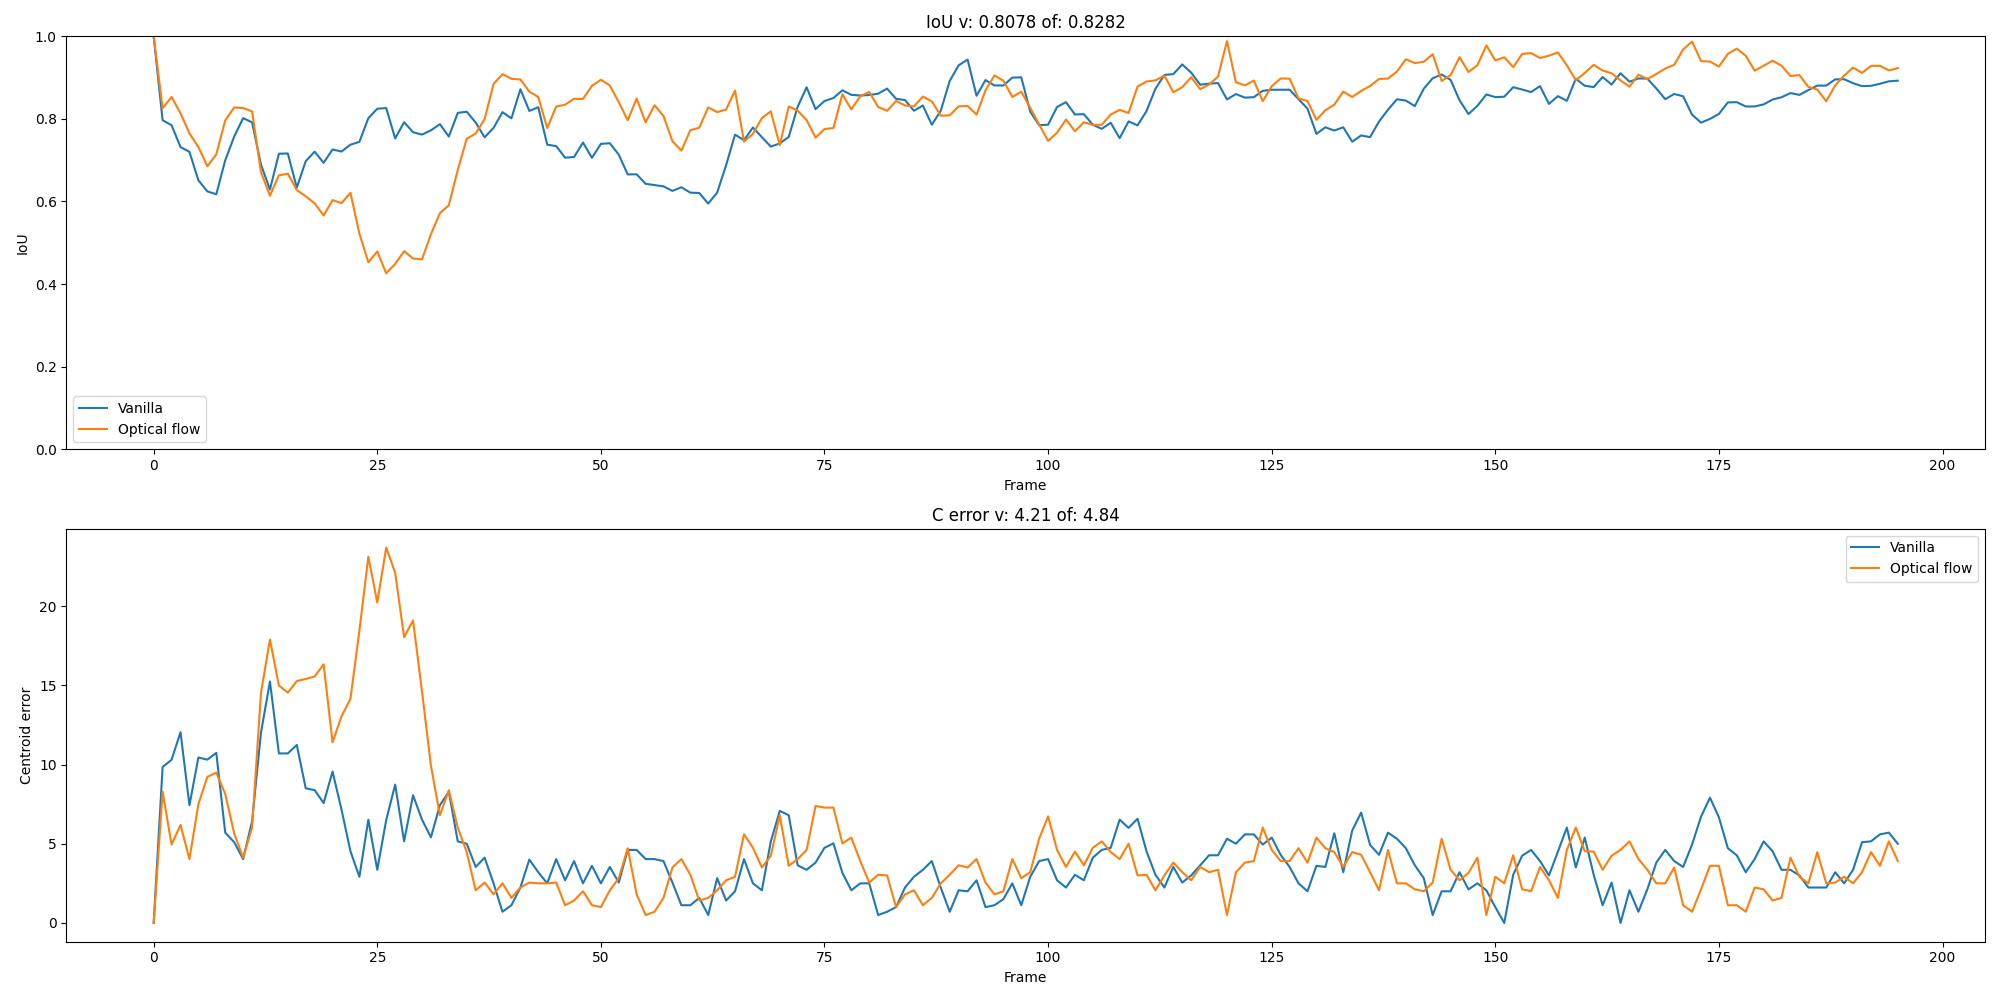 IoU v: 0.8078 of: 0.8282
1.0
0.8
0.6
0.4
0.2
0.0
IoU
Vanilla
Optical flow
0 25 50 75 100 125 150 175 200
Frame
C error v: 4.21 of: 4.84
20
15
10
5
0
Centroid error
Vanilla
Optical flow
0 25 50 75 100 125 150 175 200
Frame